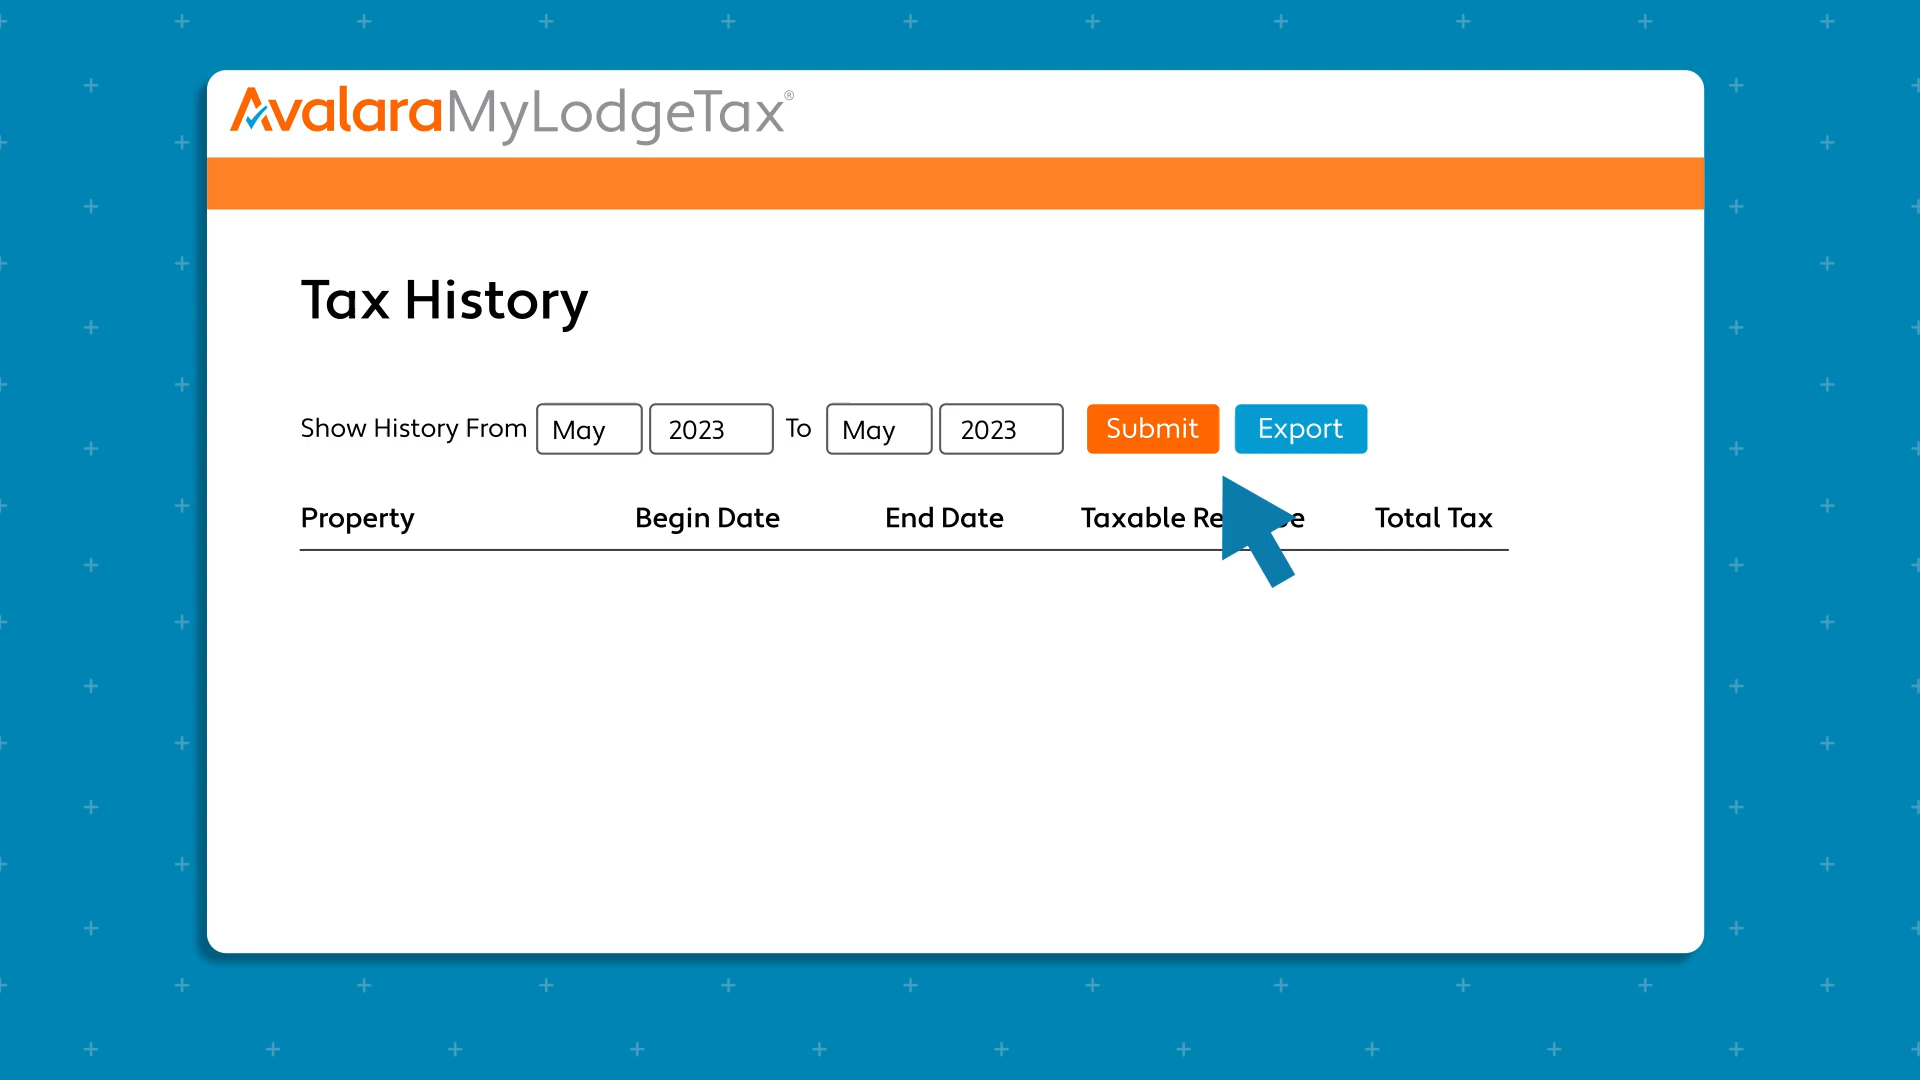 AvalaraMyLodgeTax®
Tax History
Show History From May 2023 To May 2023 Submit Export
Property Begin Date End Date Taxable Total Tax